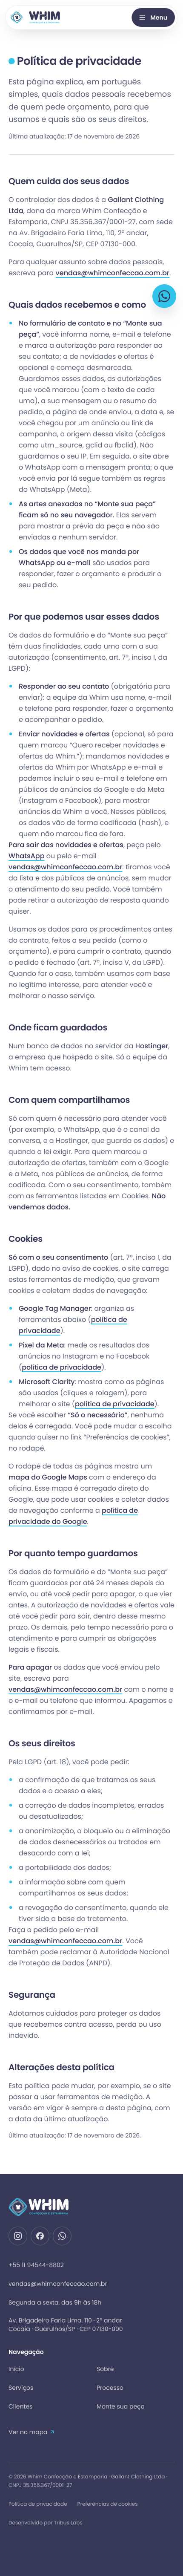 WHIM
Menu
Política de privacidade
Esta página explica, em português
simples, quais dados pessoais recebemos
de quem pede orçamento, para que
usamos e quais são os seus direitos.
Última atualização: 17 de novembro de 2026
Quem cuida dos seus dados
O controlador dos dados é a Gallant Clothing
Ltda, dona da marca Whim Confecção e
Estamparia, CNPJ 35.356.367/0001-27, com sede
na Av. Brigadeiro Faria Lima, 110, 2º andar,
Cocaia, Guarulhos/SP, CEP 07130-000.
Para qualquer assunto sobre dados pessoais,
escreva para vendas@whimconfeccao.com.br.
Quais dados recebemos e como
No formulário de contato e no “Monte sua
peça”, você informa nome, e-mail e telefone
e marca a autorização para responder ao
seu contato; a de novidades e ofertas é
opcional e começa desmarcada.
Guardamos esses dados, as autorizações
que você marcou (com o texto de cada
uma), a sua mensagem ou o resumo do
pedido, a página de onde enviou, a data e, se
você chegou por um anúncio ou link de
campanha, a origem dessa visita (códigos
como utm_source, gclid ou fbclid). Não
guardamos o seu IP. Em seguida, o site abre
o WhatsApp com a mensagem pronta; o que
você envia por lá segue também as regras
do WhatsApp (Meta).
As artes anexadas no “Monte sua peça”
ficam só no seu navegador. Elas servem
para mostrar a prévia da peça e não são
enviadas a nenhum servidor.
Os dados que você nos manda por
WhatsApp ou e-mail são usados para
responder, fazer o orçamento e produzir o
seu pedido.
Por que podemos usar esses dados
Os dados do formulário e do “Monte sua peça”
têm duas finalidades, cada uma com a sua
autorização (consentimento, art. 7º, inciso I, da
LGPD):
Responder ao seu contato (obrigatória para
enviar): a equipe da Whim usa nome, e-mail
e telefone para responder, fazer o orçamento
e acompanhar o pedido.
Enviar novidades e ofertas (opcional, só para
quem marcou “Quero receber novidades e
ofertas da Whim.”): mandamos novidades e
ofertas da Whim por WhatsApp e e-mail e
podemos incluir o seu e-mail e telefone em
públicos de anúncios do Google e da Meta
(Instagram e Facebook), para mostrar
anúncios da Whim a você. Nesses públicos,
os dados vão de forma codificada (hash), e
quem não autorizou fica de fora.
Para sair das novidades e ofertas, peça pelo
WhatsApp ou pelo e-mail
vendas@whimconfeccao.com.br: tiramos você
da lista e dos públicos de anúncios, sem mudar
nada no atendimento do seu pedido. Você também
pode retirar a autorização de resposta, quando
quiser.
Usamos os dados para os procedimentos antes
do contrato, feitos a seu pedido (como o
orçamento), e para cumprir o contrato, quando
o pedido é fechado (art. 7º, inciso V, da LGPD).
Quando for o caso, também usamos com base
no legítimo interesse, para atender você e
melhorar o nosso serviço.
Onde ficam guardados
Num banco de dados no servidor da Hostinger,
a empresa que hospeda o site. Só a equipe da
Whim tem acesso.
Com quem compartilhamos
Só com quem é necessário para atender você
(por exemplo, o WhatsApp, que é o canal da
conversa, e a Hostinger, que guarda os dados) e
quando a lei exigir. Para quem marcou a
autorização de ofertas, também com o Google
e a Meta, nos públicos de anúncios, de forma
codificada. Com o seu consentimento, também
com as ferramentas listadas em Cookies. Não
vendemos dados.
Cookies
Só com o seu consentimento (art. 7º, inciso I, da
LGPD), dado no aviso de cookies, o site carrega
estas ferramentas de medição, que gravam
cookies e coletam dados de navegação:
Google Tag Manager: organiza as
ferramentas abaixo (política de
privacidade).
Pixel da Meta: mede os resultados dos
anúncios no Instagram e no Facebook
(política de privacidade).
Microsoft Clarity: mostra como as páginas
são usadas (cliques e rolagem), para
melhorar o site (política de privacidade).
Se você escolher “Só o necessário”, nenhuma
delas é carregada. Você pode mudar a escolha
quando quiser no link “Preferências de cookies”,
no rodapé.
O rodapé de todas as páginas mostra um
mapa do Google Maps com o endereço da
oficina. Esse mapa é carregado direto do
Google, que pode usar cookies e coletar dados
de navegação conforme a política de
privacidade do Google.
Por quanto tempo guardamos
Os dados do formulário e do “Monte sua peça”
ficam guardados por até 24 meses depois do
envio, ou até você pedir para apagar, o que vier
antes. A autorização de novidades e ofertas vale
até você pedir para sair, dentro desse mesmo
prazo. Os demais, pelo tempo necessário para o
atendimento e para cumprir as obrigações
legais e fiscais.
Para apagar os dados que você enviou pelo
site, escreva para
vendas@whimconfeccao.com.br com o nome e
o e-mail ou telefone que informou. Apagamos e
confirmamos por e-mail.
Os seus direitos
Pela LGPD (art. 18), você pode pedir:
a confirmação de que tratamos os seus
dados e o acesso a eles;
a correção de dados incompletos, errados
ou desatualizados;
a anonimização, o bloqueio ou a eliminação
de dados desnecessários ou tratados em
desacordo com a lei;
a portabilidade dos dados;
a informação sobre com quem
compartilhamos os seus dados;
a revogação do consentimento, quando ele
tiver sido a base do tratamento.
Faça o pedido pelo e-mail
vendas@whimconfeccao.com.br. Você
também pode reclamar à Autoridade Nacional
de Proteção de Dados (ANPD).
Segurança
Adotamos cuidados para proteger os dados
que recebemos contra acesso, perda ou uso
indevido.
Alterações desta política
Esta política pode mudar, por exemplo, se o site
passar a usar ferramentas de medição. A
versão em vigor é sempre a desta página, com
a data da última atualização.
Última atualização: 17 de novembro de 2026.
WHIM
+55 11 94544-8802
vendas@whimconfeccao.com.br
Segunda a sexta, das 9h às 18h
Av. Brigadeiro Faria Lima, 110 · 2º andar
Cocaia · Guarulhos/SP · CEP 07130-000
Navegação
Início
Sobre
Serviços
Processo
Clientes
Monte sua peça
Ver no mapa
© 2026 Whim Confecção e Estamparia · Gallant Clothing Ltda ·
CNPJ 35.356.367/0001-27
Política de privacidade Preferências de cookies
Desenvolvido por Tribus Labs